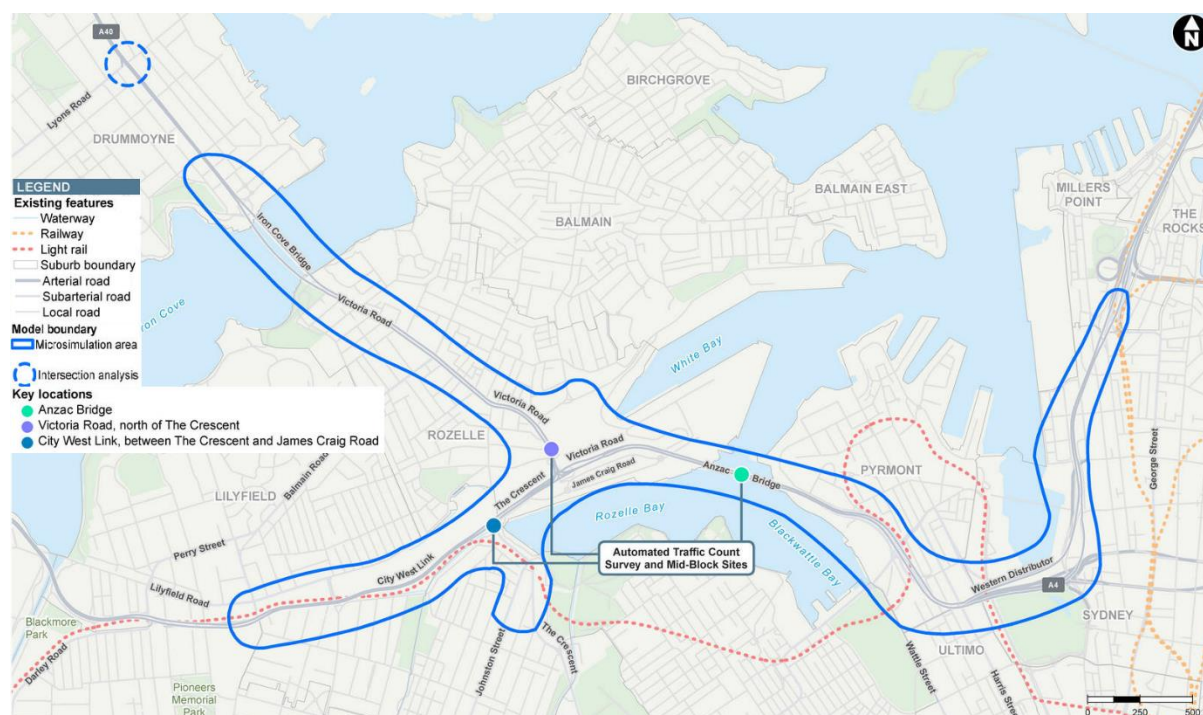 A40
N
Lyons Road
DRUMMOYNE
BIRCHGROVE
BALMAIN EAST
MILLERS
POINT
THE
ROCKS
BALMAIN
LEGEND
Existing features
Waterway
Railway
Light rail
Suburb boundary
Arterial road
Subarterial road
Local road
Model boundary
Microsimulation area
Intersection analysis
Key locations
Anzac Bridge
Victoria Road, north of The Crescent
City West Link, between The Crescent and James Craig Road
Iron Cove
Iron Cove Bridge
Victoria Road
White Bay
Victoria Road
ROZELLE
Victoria Road
James Craig Road
The Crescent
Anzac Bridge
PYRMONT
George Street
Balmain Road
LILYFIELD
Rozelle Bay
Blackwattle Bay
Perry Street
City West Link
Automated Traffic Count
Survey and Mid-Block Sites
Western Distributor
A4
Lilyfield Road
Blackmore
Park
SYDNEY
Darley Road
Johnston Street
The Crescent
ULTIMO
Wattle Street
Harris Street
Pioneers
Memorial
Park
0
250